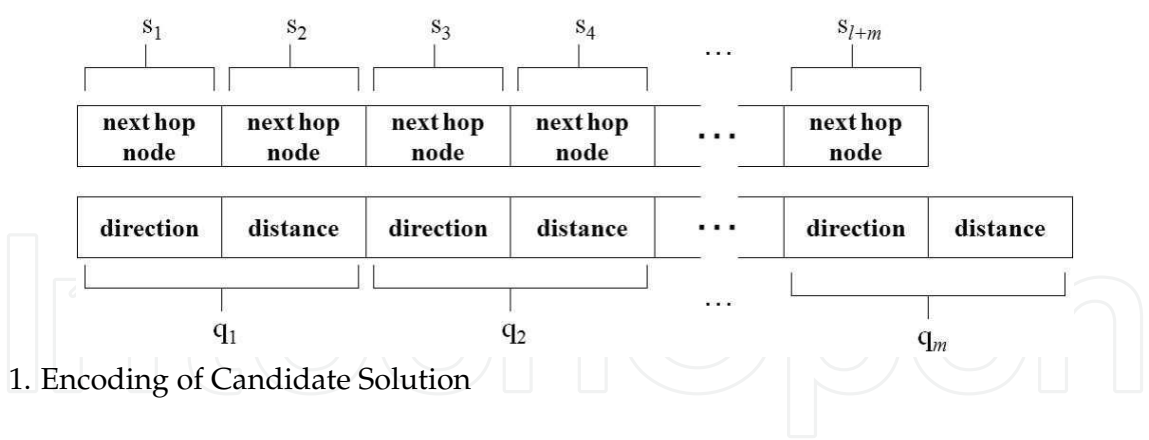 s1 s2 s3 s4 ... sl+m
next hop node next hop node next hop node next hop node ... next hop node
direction distance direction distance ... direction distance
q1 q2 ... qm
1. Encoding of Candidate Solution
IntechOpen